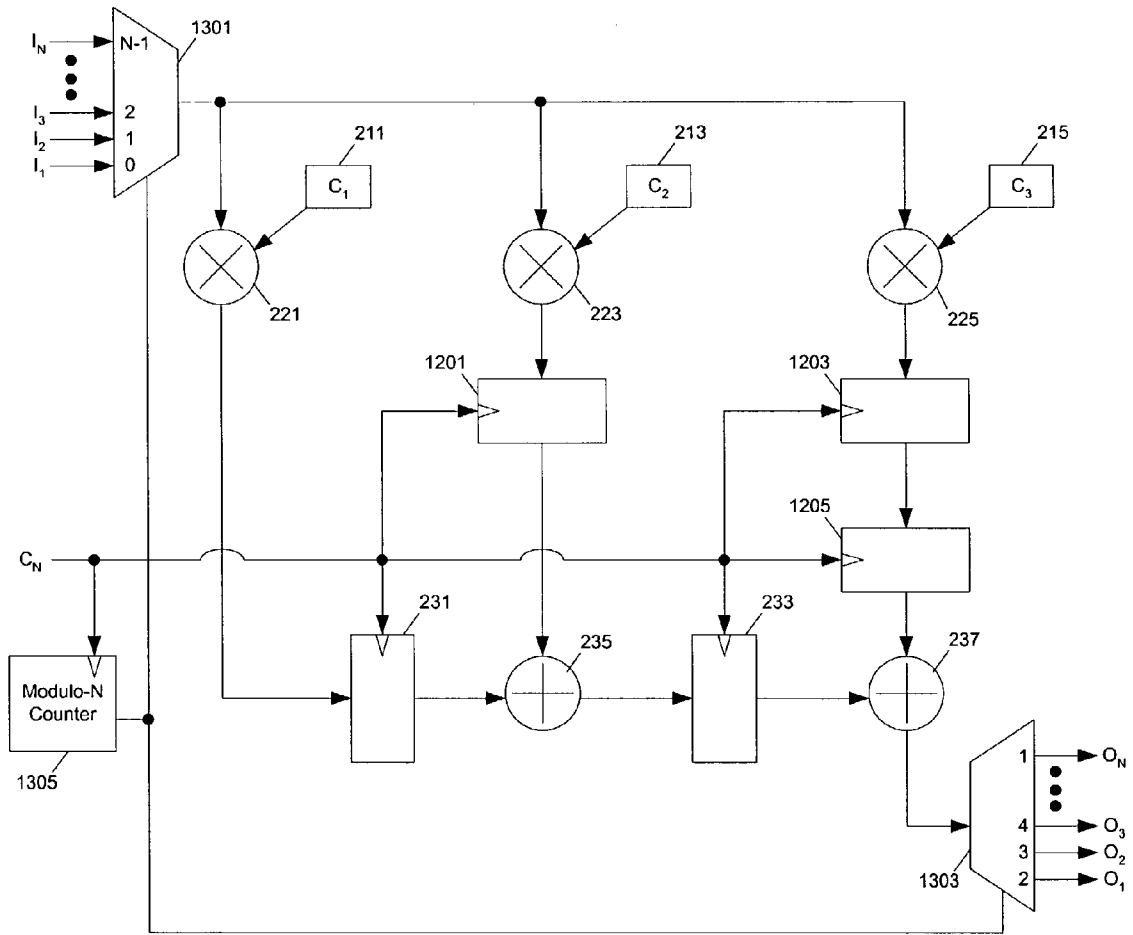 1301
I_N N-1
I_3 2
I_2 1
I_1 0
211
C_1
213
C_2
215
C_3
221
223
225
1201
1203
1205
C_N
231
235
233
237
Modulo-N
Counter
1305
1 O_N
4 O_3
3 O_2
2 O_1
1303